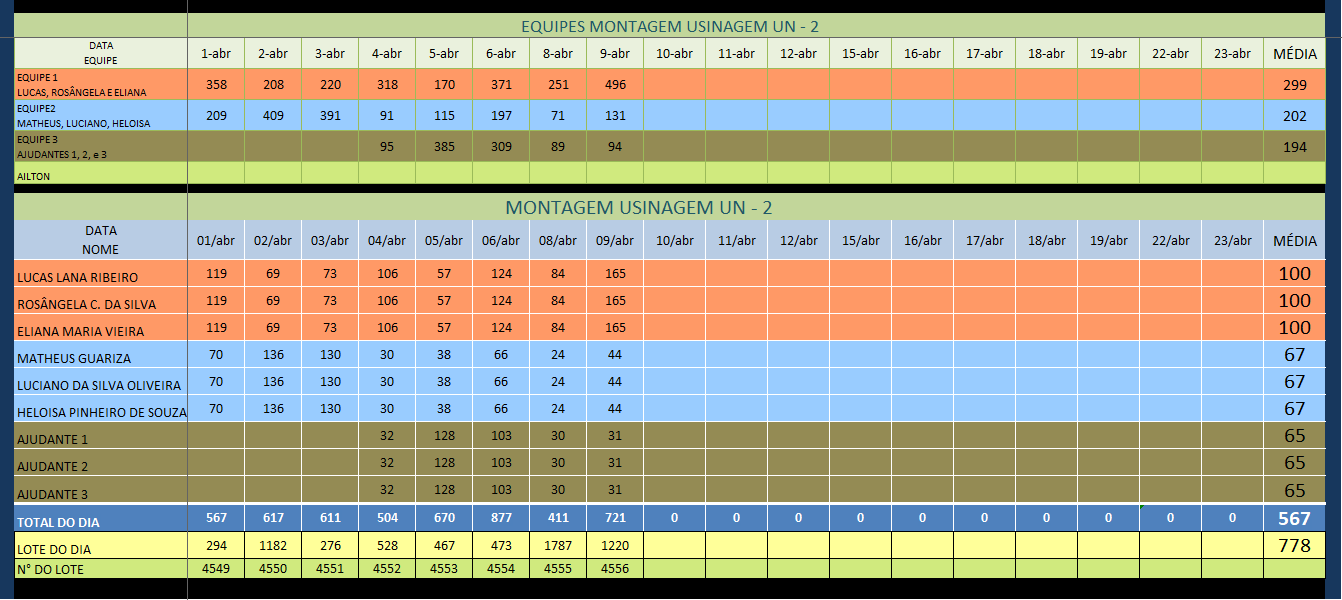 EQUIPES MONTAGEM USINAGEM UN - 2
DATA
EQUIPE 1-abr 2-abr 3-abr 4-abr 5-abr 6-abr 8-abr 9-abr 10-abr 11-abr 12-abr 15-abr 16-abr 17-abr 18-abr 19-abr 22-abr 23-abr MÉDIA
EQUIPE 1
LUCAS, ROSÂNGELA E ELIANA 358 208 220 318 170 371 251 496 299
EQUIPE2
MATHEUS, LUCIANO, HELOISA 209 409 391 91 115 197 71 131 202
EQUIPE 3
AJUDANTES 1, 2, e 3 95 385 309 89 94 194
AILTON
MONTAGEM USINAGEM UN - 2
DATA
NOME 01/abr 02/abr 03/abr 04/abr 05/abr 06/abr 08/abr 09/abr 10/abr 11/abr 12/abr 15/abr 16/abr 17/abr 18/abr 19/abr 22/abr 23/abr MÉDIA
LUCAS LANA RIBEIRO 119 69 73 106 57 124 84 165 100
ROSÂNGELA C. DA SILVA 119 69 73 106 57 124 84 165 100
ELIANA MARIA VIEIRA 119 69 73 106 57 124 84 165 100
MATHEUS GUARIZA 70 136 130 30 38 66 24 44 67
LUCIANO DA SILVA OLIVEIRA 70 136 130 30 38 66 24 44 67
HELOISA PINHEIRO DE SOUZA 70 136 130 30 38 66 24 44 67
AJUDANTE 1 32 128 103 30 31 65
AJUDANTE 2 32 128 103 30 31 65
AJUDANTE 3 32 128 103 30 31 65
TOTAL DO DIA 567 617 611 504 670 877 411 721 0 0 0 0 0 0 0 0 0 0 567
LOTE DO DIA 294 1182 276 528 467 473 1787 1220 778
N° DO LOTE 4549 4550 4551 4552 4553 4554 4555 4556